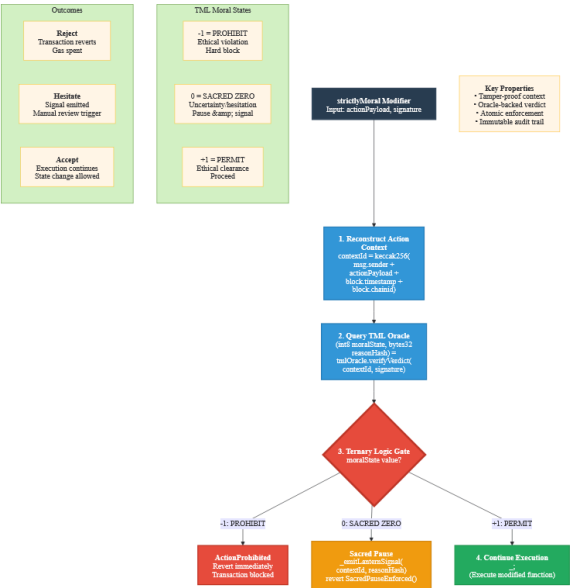 Outcomes
Reject
Transaction reverts
Gas spent
Hesitate
Signal emitted
Manual review trigger
Accept
Execution continues
State change allowed
TML Moral States
-1 = PROHIBIT
Ethical violation
Hard block
0 = SACRED ZERO
Uncertainty/hesitation
Pause &amp; signal
+1 = PERMIT
Ethical clearance
Proceed
strictlyMoral Modifier
Input: actionPayload, signature
Key Properties
• Tamper-proof context
• Oracle-backed verdict
• Atomic enforcement
• Immutable audit trail
1. Reconstruct Action
Context
contextId = keccak256(
msg.sender +
actionPayload +
block.timestamp +
block.chainid)
2. Query TML Oracle
(int8 moralState, bytes32
reasonHash) =
tmlOracle.verifyVerdict(
contextId, signature)
3. Ternary Logic Gate
moralState value?
-1: PROHIBIT
0: SACRED ZERO
+1: PERMIT
ActionProhibited
Revert immediately
Transaction blocked
Sacred Pause
_emitLanternSignal(
contextId, reasonHash)
revert SacredPauseEnforced()
4. Continue Execution
_;
(Execute modified function)